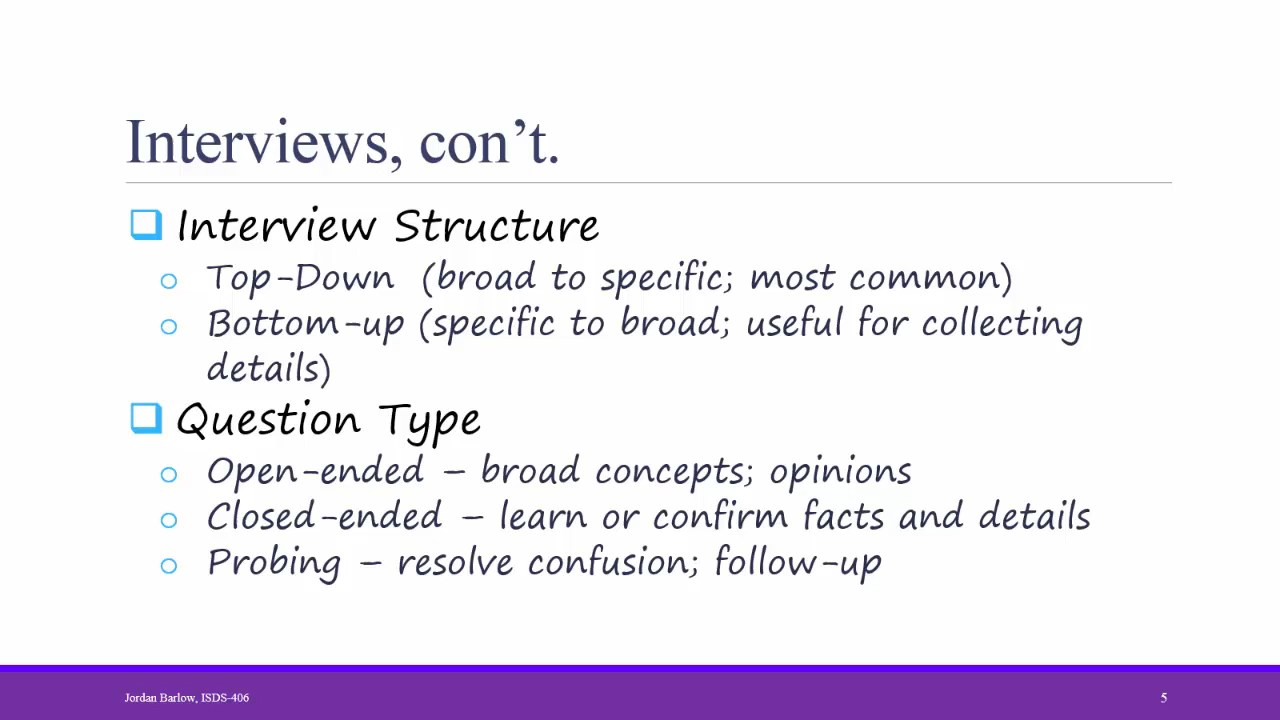 Interviews, con’t.
Interview Structure
Top-Down (broad to specific; most common)
Bottom-up (specific to broad; useful for collecting
details)
Question Type
Open-ended – broad concepts; opinions
Closed-ended – learn or confirm facts and details
Probing – resolve confusion; follow-up
Jordan Barlow, ISDS-406
5